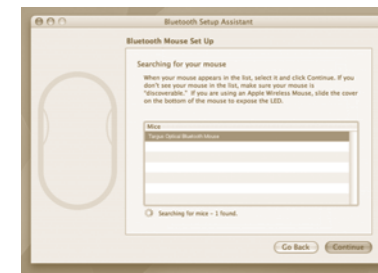 Bluetooth Setup Assistant
Bluetooth Mouse Set Up
Searching for your mouse
When your mouse appears in the list, select it and click Continue. If you
don't see your mouse in the list, make sure your mouse is
"discoverable." If you are using an Apple Wireless Mouse, slide the cover
on the bottom of the mouse to expose the LED.
Mice
Targus Optical Bluetooth Mouse
Searching for mice - 1 found.
Go Back
Continue